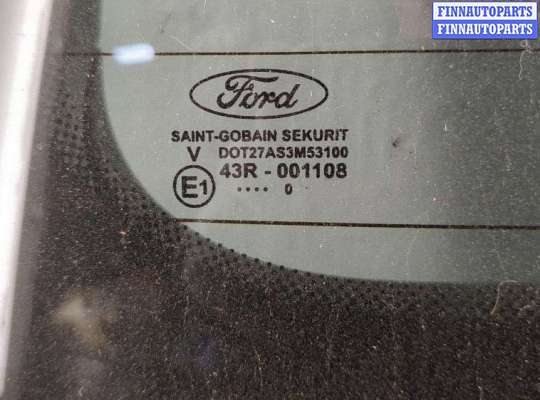 FINNAUTOPARTS
FINNAUTOPARTS
Ford
SAINT-GOBAIN SEKURIT
V DOT27AS3M53100
E1 43R - 001108
.... 0